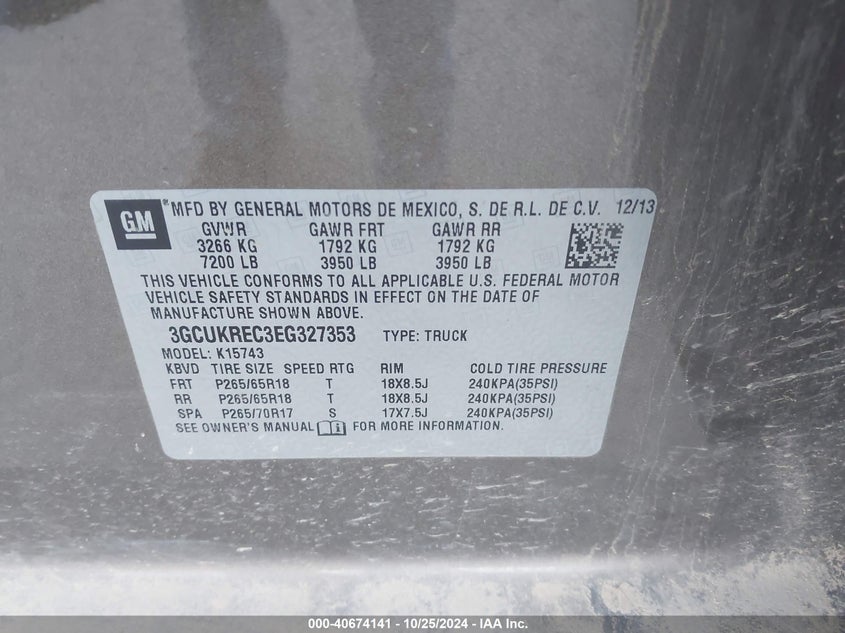 GM ® MFD BY GENERAL MOTORS DE MEXICO, S. DE R.L. DE C.V. 12/13
GVWR GAWR FRT GAWR RR
3266 KG 1792 KG 1792 KG
7200 LB 3950 LB 3950 LB
THIS VEHICLE CONFORMS TO ALL APPLICABLE U.S. FEDERAL MOTOR
VEHICLE SAFETY STANDARDS IN EFFECT ON THE DATE OF
MANUFACTURE SHOWN ABOVE.
3GCUKREC3EG327353 TYPE: TRUCK
MODEL: K15743
KBVD TIRE SIZE SPEED RTG RIM COLD TIRE PRESSURE
FRT P265/65R18 T 18X8.5J 240KPA(35PSI)
RR P265/65R18 T 18X8.5J 240KPA(35PSI)
SPA P265/70R17 S 17X7.5J 240KPA(35PSI)
SEE OWNER'S MANUAL FOR MORE INFORMATION.
000-40674141 - 10/25/2024 - IAA Inc.